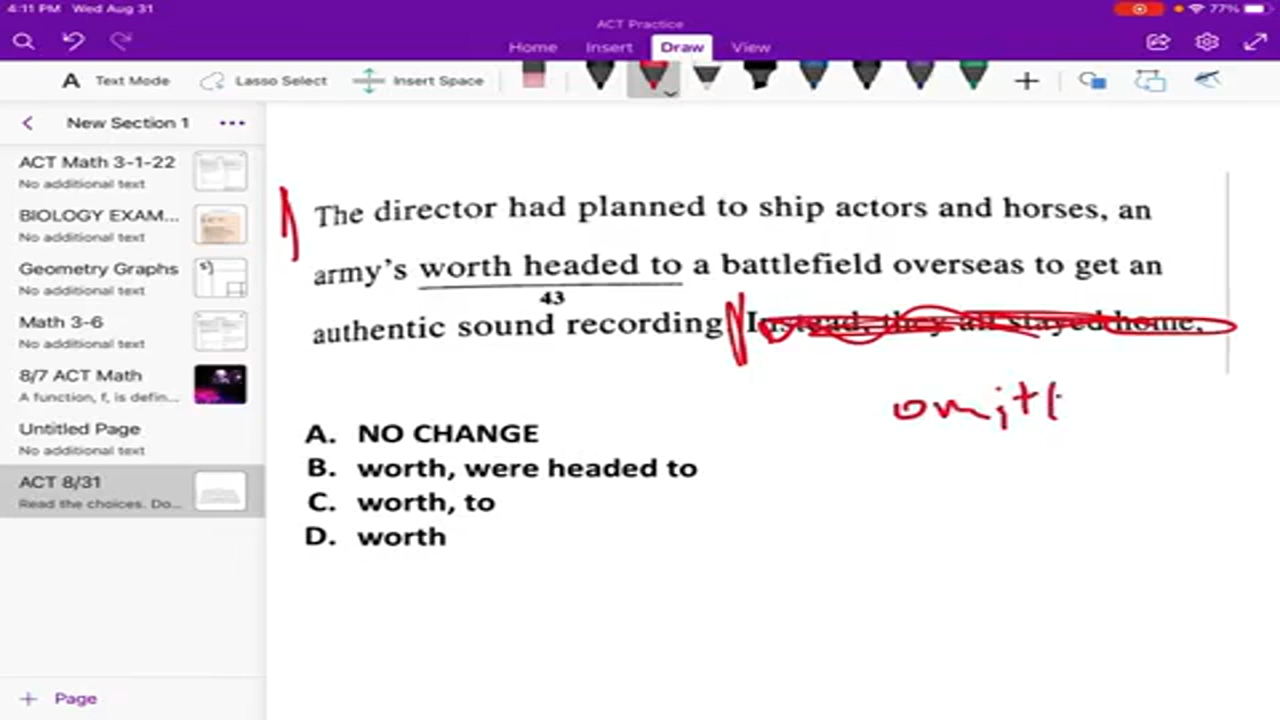 4:11 PM Wed Aug 31
77%
ACT Practice
Home Insert Draw View
A Text Mode Lasso Select Insert Space
New Section 1
ACT Math 3-1-22
No additional text
BIOLOGY EXAM...
No additional text
Geometry Graphs
No additional text
Math 3-6
No additional text
8/7 ACT Math
A function, f, is defin...
Untitled Page
No additional text
ACT 8/31
Read the choices. Do...
+ Page
The director had planned to ship actors and horses, an
army's worth headed to a battlefield overseas to get an
43
authentic sound recording Instead, they all stayed home,
omit
A. NO CHANGE
B. worth, were headed to
C. worth, to
D. worth